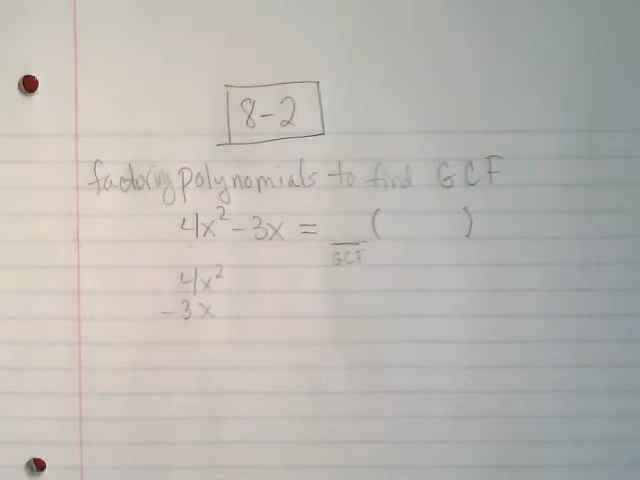 8-2
factoring polynomials to find GCF
4x² - 3x = __ (        )
GCF
4x²
- 3x